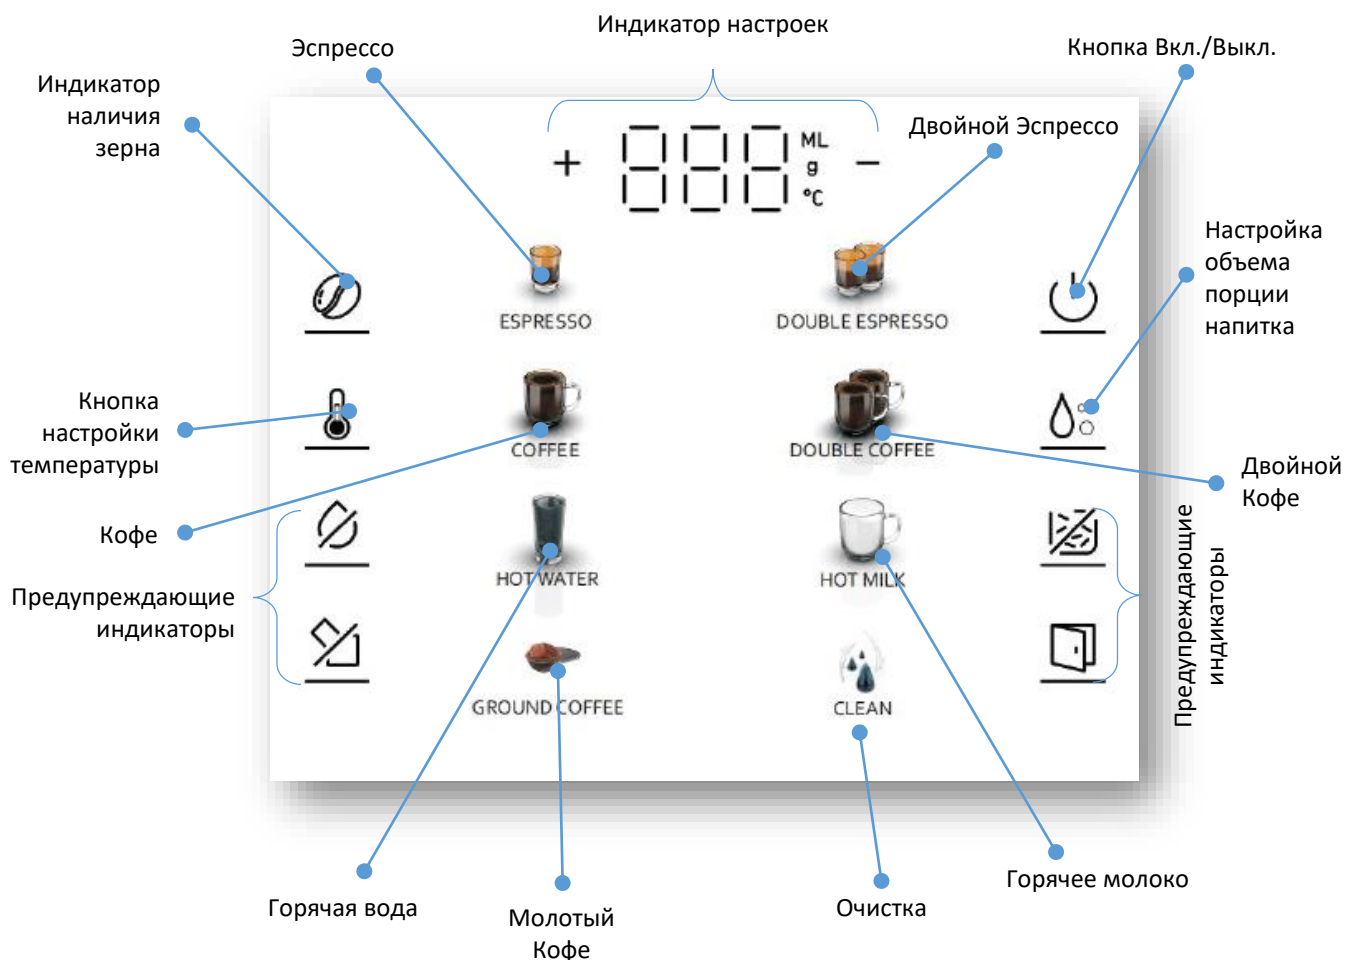 Индикатор настроек
Эспрессо
Кнопка Вкл./Выкл.
Индикатор
наличия
зерна
Двойной Эспрессо
+ 888 ML
g
°C −
Настройка
объема
порции
напитка
ESPRESSO
DOUBLE ESPRESSO
Кнопка
настройки
температуры
COFFEE
DOUBLE COFFEE
Двойной
Кофе
Кофе
HOT WATER
HOT MILK
Предупреждающие
индикаторы
Предупреждающие
индикаторы
GROUND COFFEE
CLEAN
Горячая вода
Молотый
Кофе
Очистка
Горячее молоко